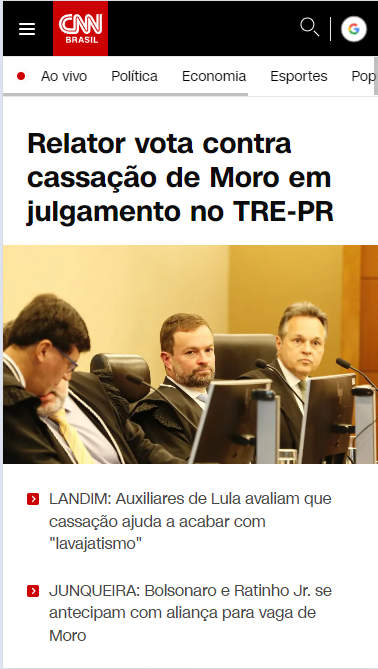 CNN
BRASIL
Ao vivo Política Economia Esportes Pop
Relator vota contra
cassação de Moro em
julgamento no TRE-PR
LANDIM: Auxiliares de Lula avaliam que
cassação ajuda a acabar com
"lavajatismo"
JUNQUEIRA: Bolsonaro e Ratinho Jr. se
antecipam com aliança para vaga de
Moro